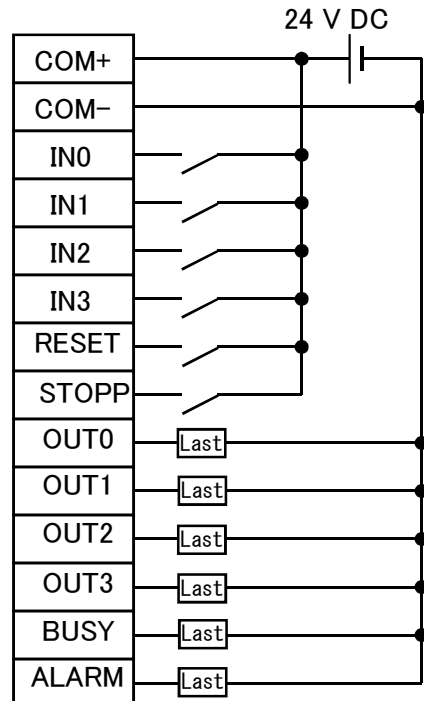 24 V DC
COM+
COM-
IN0
IN1
IN2
IN3
RESET
STOPP
OUT0 Last
OUT1 Last
OUT2 Last
OUT3 Last
BUSY Last
ALARM Last